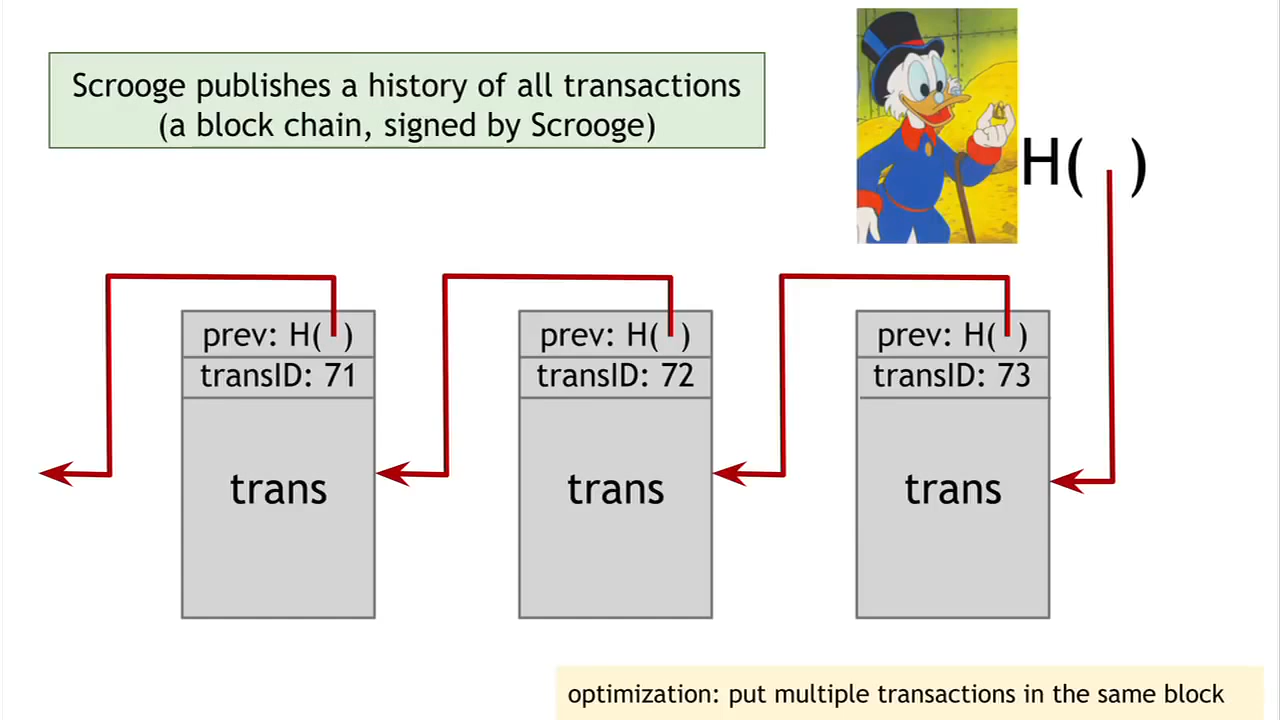 Scrooge publishes a history of all transactions
(a block chain, signed by Scrooge)
H( )
prev: H( )
transID: 71
trans
prev: H( )
transID: 72
trans
prev: H( )
transID: 73
trans
optimization: put multiple transactions in the same block